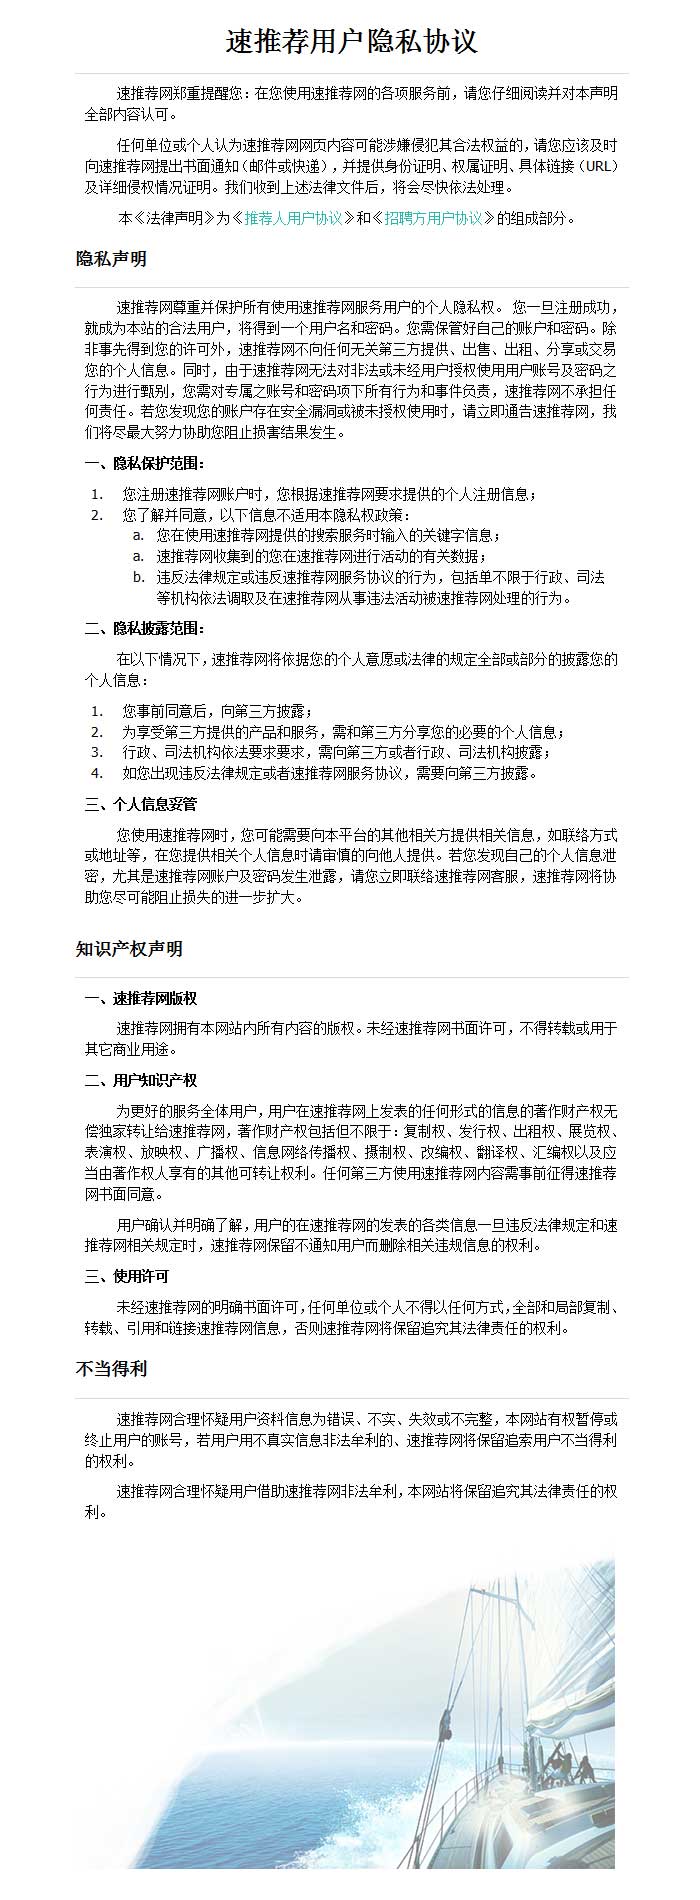 速推荐用户隐私协议
速推荐网郑重提醒您：在您使用速推荐网的各项服务前，请您仔细阅读并对本声明
全部内容认可。
任何单位或个人认为速推荐网网页内容可能涉嫌侵犯其合法权益的，请您应该及时
向速推荐网提出书面通知（邮件或快递），并提供身份证明、权属证明、具体链接（URL）
及详细侵权情况证明。我们收到上述法律文件后，将会尽快依法处理。
本《法律声明》为《推荐人用户协议》和《招聘方用户协议》的组成部分。
隐私声明
速推荐网尊重并保护所有使用速推荐网服务用户的个人隐私权。 您一旦注册成功，
就成为本站的合法用户，将得到一个用户名和密码。您需保管好自己的账户和密码。除
非事先得到您的许可外，速推荐网不向任何无关第三方提供、出售、出租、分享或交易
您的个人信息。同时，由于速推荐网无法对非法或未经用户授权使用用户账号及密码之
行为进行甄别，您需对专属之账号和密码项下所有行为和事件负责，速推荐网不承担任
何责任。若您发现您的账户存在安全漏洞或被未授权使用时，请立即通告速推荐网，我
们将尽最大努力协助您阻止损害结果发生。
一、隐私保护范围：
1. 您注册速推荐网账户时，您根据速推荐网要求提供的个人注册信息；
2. 您了解并同意，以下信息不适用本隐私权政策：
a. 您在使用速推荐网提供的搜索服务时输入的关键字信息；
a. 速推荐网收集到的您在速推荐网进行活动的有关数据；
b. 违反法律规定或违反速推荐网服务协议的行为，包括单不限于行政、司法
等机构依法调取及在速推荐网从事违法活动被速推荐网处理的行为。
二、隐私披露范围：
在以下情况下，速推荐网将依据您的个人意愿或法律的规定全部或部分的披露您的
个人信息：
1. 您事前同意后，向第三方披露；
2. 为享受第三方提供的产品和服务，需和第三方分享您的必要的个人信息；
3. 行政、司法机构依法要求要求，需向第三方或者行政、司法机构披露；
4. 如您出现违反法律规定或者速推荐网服务协议，需要向第三方披露。
三、个人信息妥管
您使用速推荐网时，您可能需要向本平台的其他相关方提供相关信息，如联络方式
或地址等，在您提供相关个人信息时请审慎的向他人提供。若您发现自己的个人信息泄
密，尤其是速推荐网账户及密码发生泄露，请您立即联络速推荐网客服，速推荐网将协
助您尽可能阻止损失的进一步扩大。
知识产权声明
一、速推荐网版权
速推荐网拥有本网站内所有内容的版权。未经速推荐网书面许可，不得转载或用于
其它商业用途。
二、用户知识产权
为更好的服务全体用户，用户在速推荐网上发表的任何形式的信息的著作财产权无
偿独家转让给速推荐网，著作财产权包括但不限于：复制权、发行权、出租权、展览权、
表演权、放映权、广播权、信息网络传播权、摄制权、改编权、翻译权、汇编权以及应
当由著作权人享有的其他可转让权利。任何第三方使用速推荐网内容需事前征得速推荐
网书面同意。
用户确认并明确了解，用户的在速推荐网的发表的各类信息一旦违反法律规定和速
推荐网相关规定时，速推荐网保留不通知用户而删除相关违规信息的权利。
三、使用许可
未经速推荐网的明确书面许可，任何单位或个人不得以任何方式，全部和局部复制、
转载、引用和链接速推荐网信息，否则速推荐网将保留追究其法律责任的权利。
不当得利
速推荐网合理怀疑用户资料信息为错误、不实、失效或不完整，本网站有权暂停或
终止用户的账号，若用户用不真实信息非法牟利的、速推荐网将保留追索用户不当得利
的权利。
速推荐网合理怀疑用户借助速推荐网非法牟利，本网站将保留追究其法律责任的权
利。